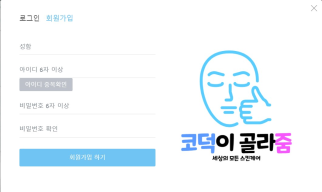 로그인 회원가입
성함
아이디 6자 이상
아이디 중복확인
비밀번호 6자 이상
비밀번호 확인
회원가입 하기
코덕이 골라줌
세상의 모든 스킨케어